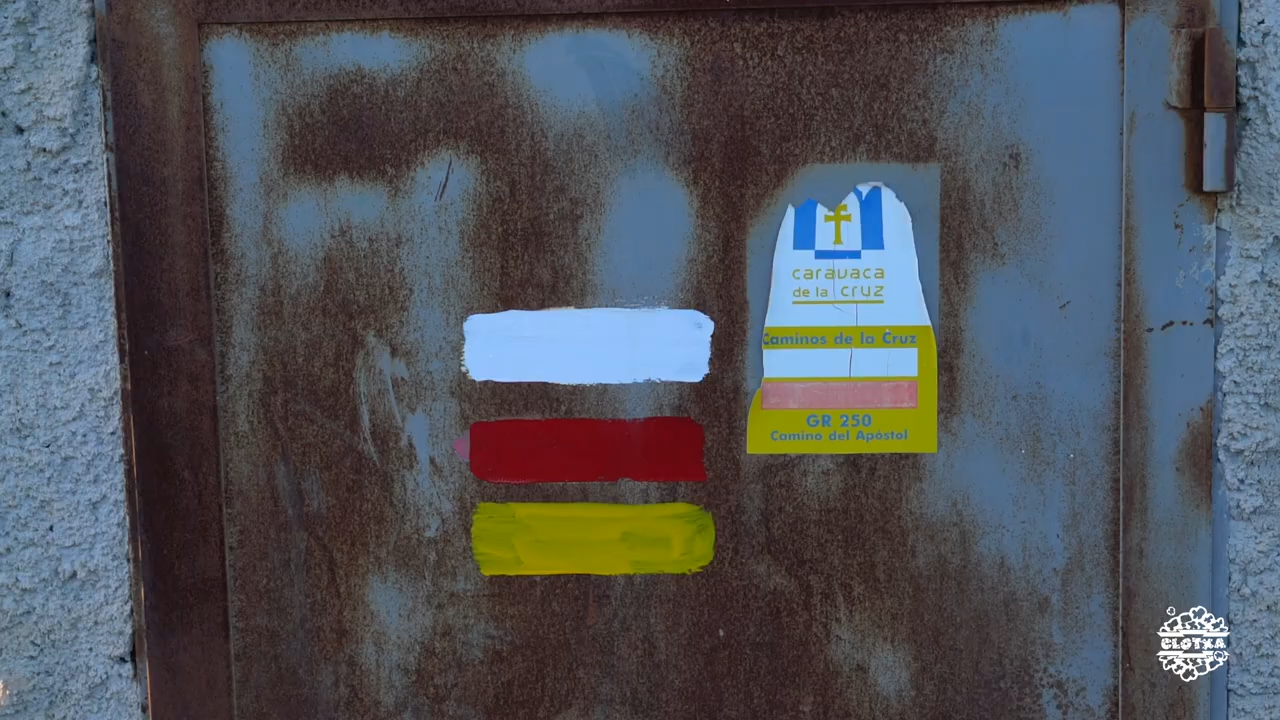 caravaca
de la cruz
Caminos de la Cruz
GR 250
Camino del Apóstol
CLOTXA